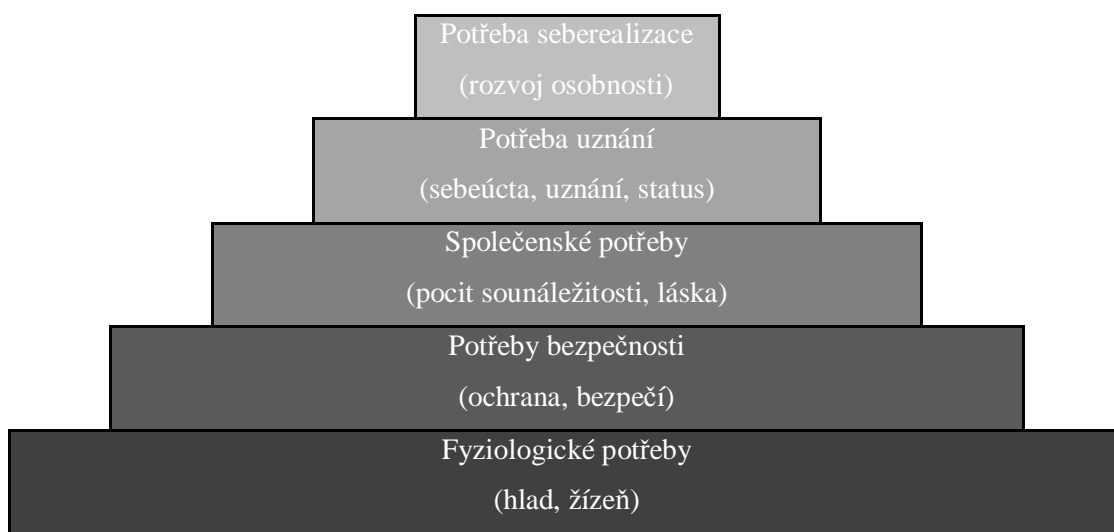 Potřeba seberealizace
(rozvoj osobnosti)
Potřeba uznání
(sebeúcta, uznání, status)
Společenské potřeby
(pocit sounáležitosti, láska)
Potřeby bezpečnosti
(ochrana, bezpečí)
Fyziologické potřeby
(hlad, žízeň)